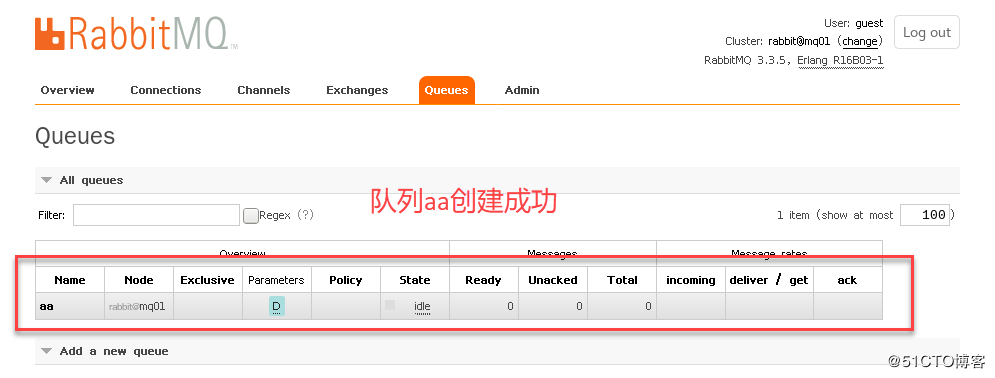 RabbitMQ TM
User: guest
Cluster: rabbit@mq01 (change)
RabbitMQ 3.3.5, Erlang R16B03-1
Log out
Overview Connections Channels Exchanges Queues Admin
Queues
All queues
队列aa创建成功
Filter: Regex (?) 1 item (show at most 100)
Overview Messages Message rates
Name Node Exclusive Parameters Policy State Ready Unacked Total incoming deliver / get ack
aa rabbit@mq01 D idle 0 0 0
Add a new queue
@51CTO博客